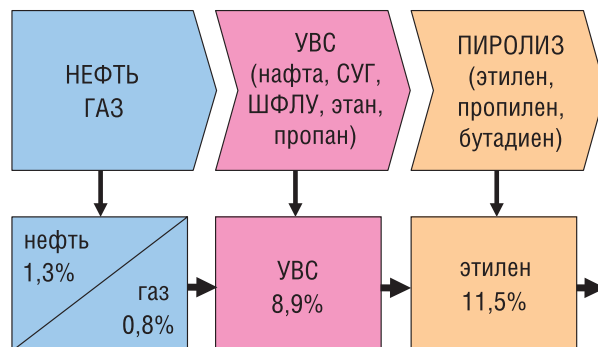 НЕФТЬ
ГАЗ
УВС
(нафта, СУГ,
ШФЛУ, этан,
пропан)
ПИРОЛИЗ
(этилен,
пропилен,
бутадиен)
нефть
1,3%
газ
0,8%
УВС
8,9%
этилен
11,5%